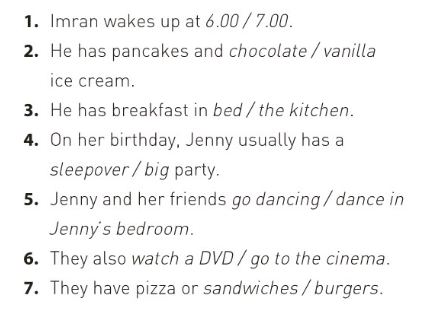 1. Imran wakes up at 6.00 / 7.00.
2. He has pancakes and chocolate / vanilla
ice cream.
3. He has breakfast in bed / the kitchen.
4. On her birthday, Jenny usually has a
sleepover / big party.
5. Jenny and her friends go dancing / dance in
Jenny's bedroom.
6. They also watch a DVD / go to the cinema.
7. They have pizza or sandwiches / burgers.